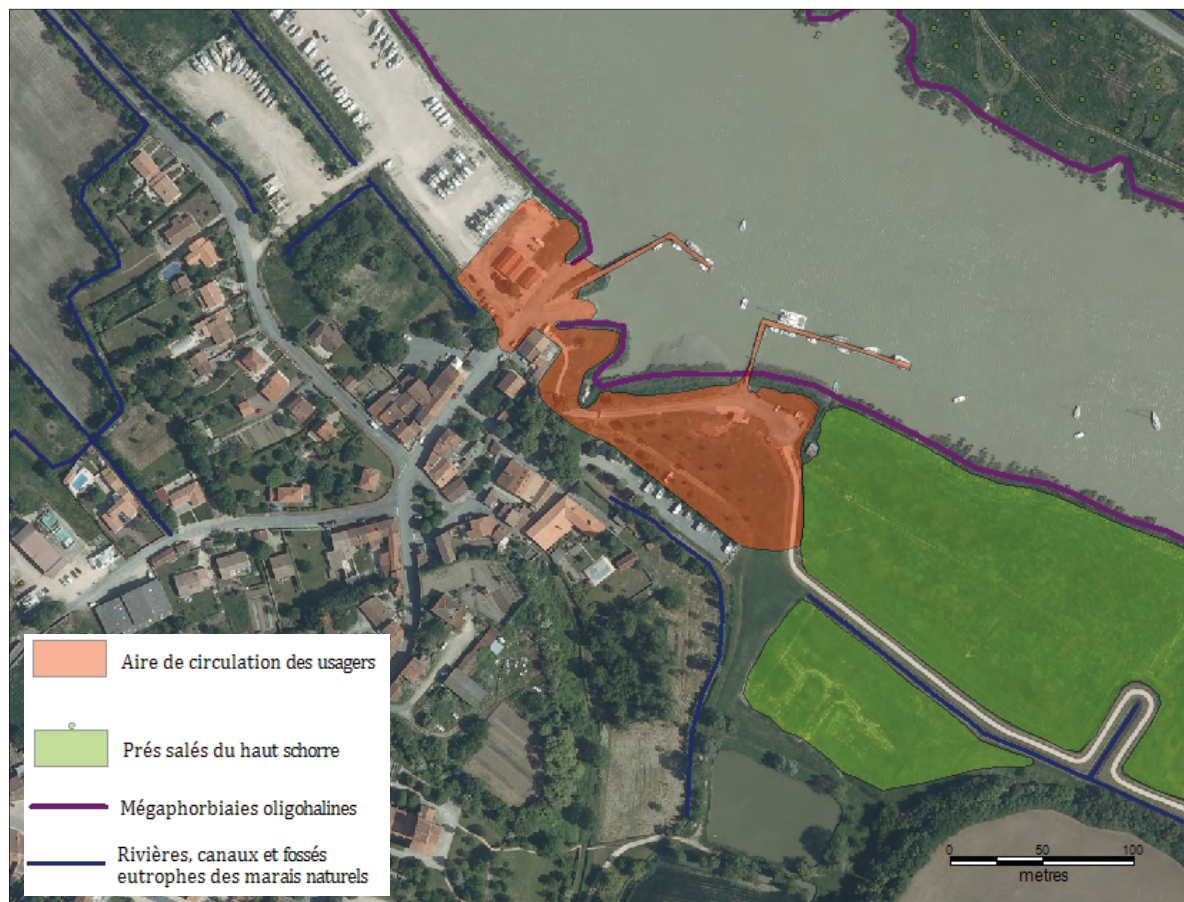 Aire de circulation des usagers
Prés salés du haut schorre
Mégaphorbiaies oligohalines
Rivières, canaux et fossés
eutrophes des marais naturels
0 50 100
metres